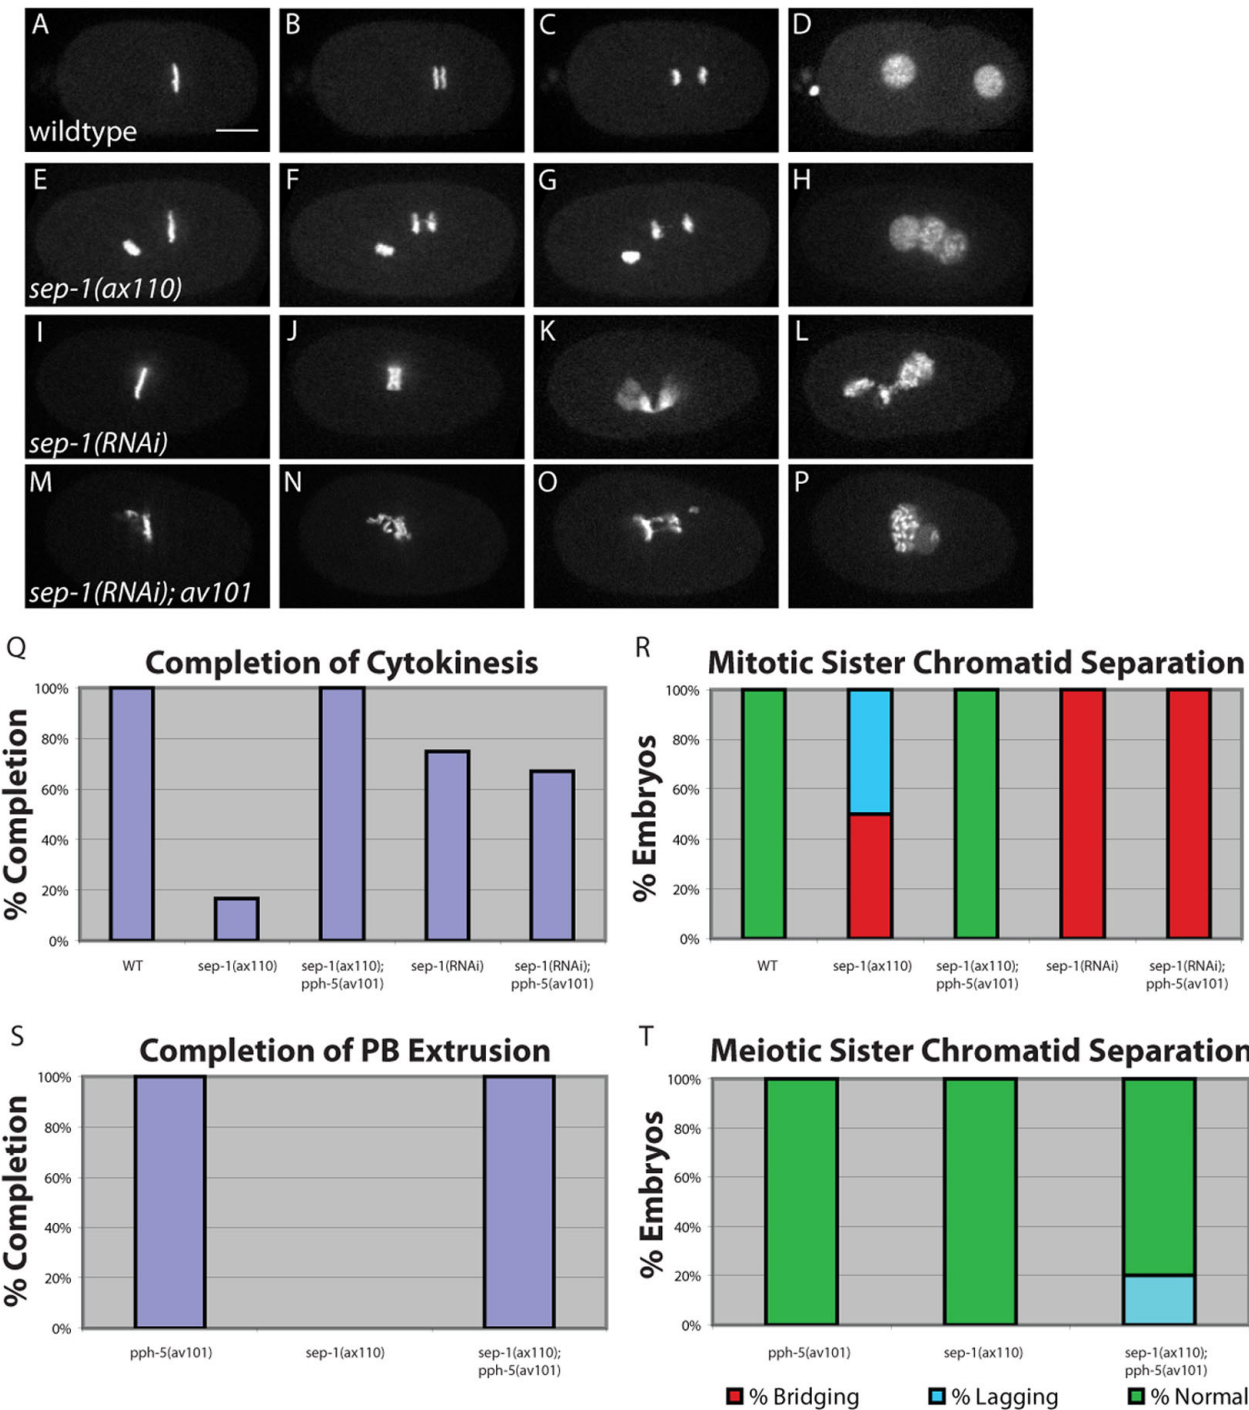 A
B
C
D
wildtype
E
F
G
H
sep-1(ax110)
I
J
K
L
sep-1(RNAi)
M
N
O
P
sep-1(RNAi); av101
Q
Completion of Cytokinesis
% Completion
100%
80%
60%
40%
20%
0%
WT
sep-1(ax110)
sep-1(ax110);
pph-5(av101)
sep-1(RNAi)
sep-1(RNAi);
pph-5(av101)
R
Mitotic Sister Chromatid Separation
% Embryos
100%
80%
60%
40%
20%
0%
WT
sep-1(ax110)
sep-1(ax110);
pph-5(av101)
sep-1(RNAi)
sep-1(RNAi);
pph-5(av101)
S
Completion of PB Extrusion
% Completion
100%
80%
60%
40%
20%
0%
pph-5(av101)
sep-1(ax110)
sep-1(ax110);
pph-5(av101)
T
Meiotic Sister Chromatid Separation
% Embryos
100%
80%
60%
40%
20%
0%
pph-5(av101)
sep-1(ax110)
sep-1(ax110);
pph-5(av101)
% Bridging
% Lagging
% Normal